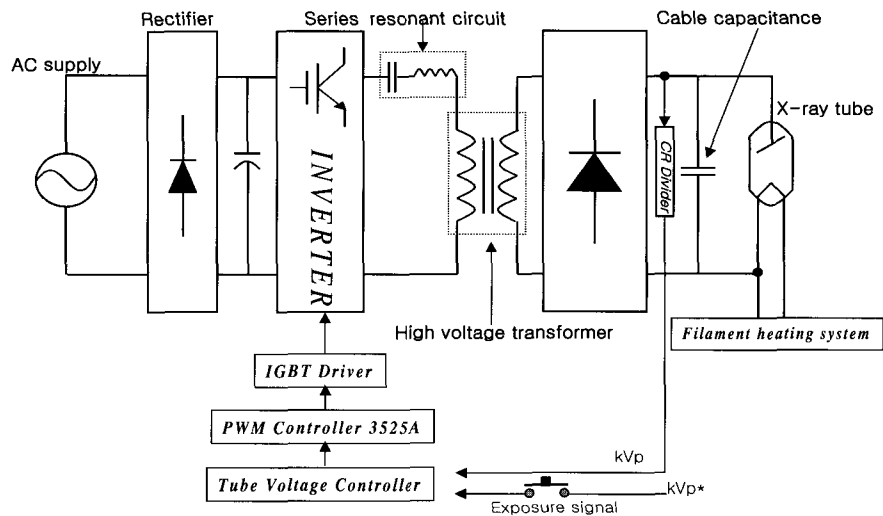 Rectifier
Series resonant circuit
Cable capacitance
AC supply
X-ray tube
CR Divider
INVERTER
High voltage transformer
Filament heating system
IGBT Driver
PWM Controller 3525A
kVp
Tube Voltage Controller
kVp*
Exposure signal